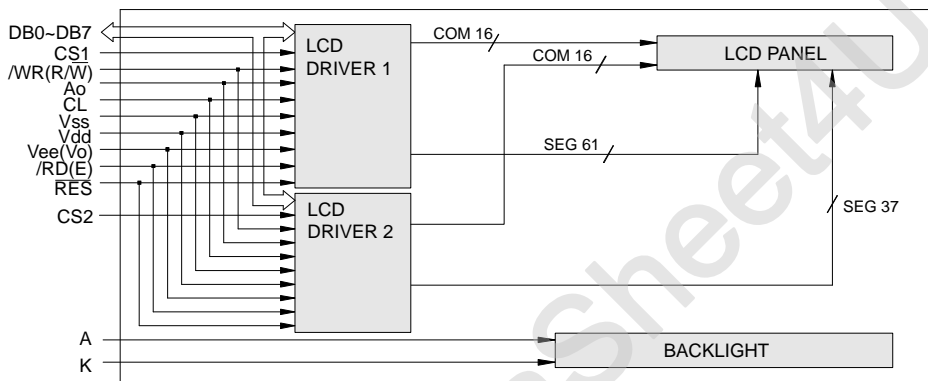 DB0~DB7
CS1
/WR(R/W)
Ao
CL
Vss
Vdd
Vee(Vo)
/RD(E)
RES
CS2
A
K
LCD
DRIVER 1
LCD
DRIVER 2
COM 16
COM 16
SEG 61
LCD PANEL
SEG 37
BACKLIGHT
Sheet4U